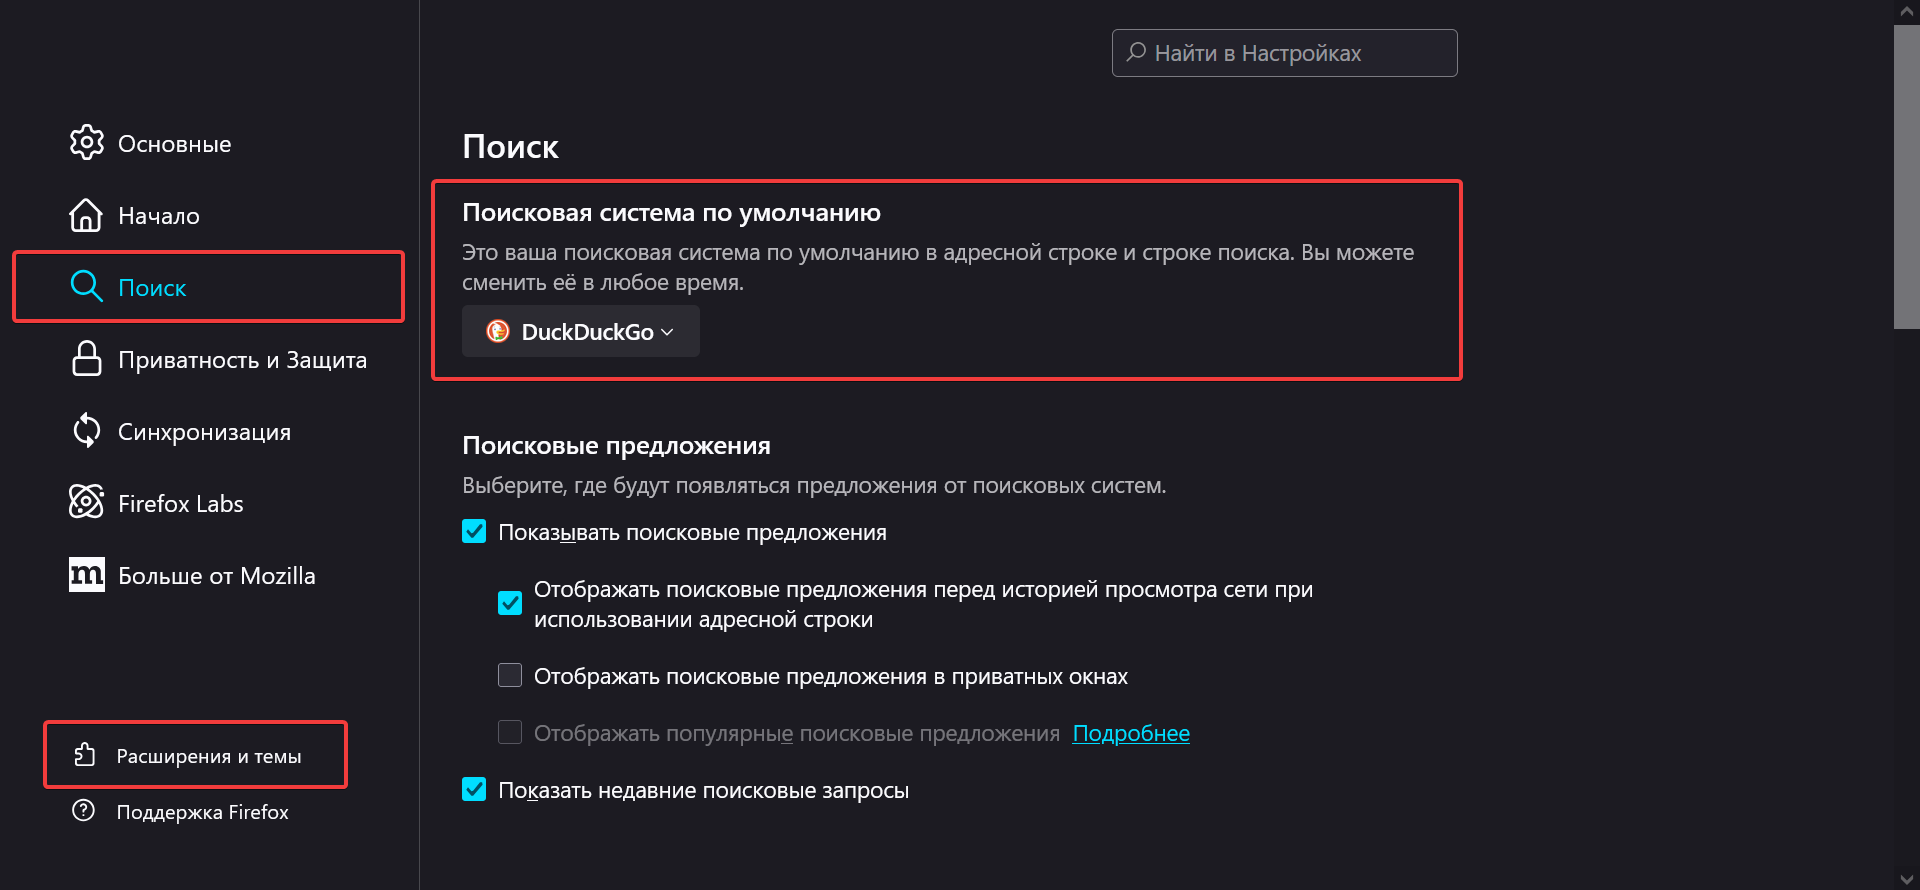 Найти в Настройках
Основные
Начало
Поиск
Приватность и Защита
Синхронизация
Firefox Labs
m Больше от Mozilla
Расширения и темы
Поддержка Firefox
Поиск
Поисковая система по умолчанию
Это ваша поисковая система по умолчанию в адресной строке и строке поиска. Вы можете
сменить её в любое время.
DuckDuckGo
Поисковые предложения
Выберите, где будут появляться предложения от поисковых систем.
Показывать поисковые предложения
Отображать поисковые предложения перед историей просмотра сети при
использовании адресной строки
Отображать поисковые предложения в приватных окнах
Отображать популярные поисковые предложения Подробнее
Показать недавние поисковые запросы